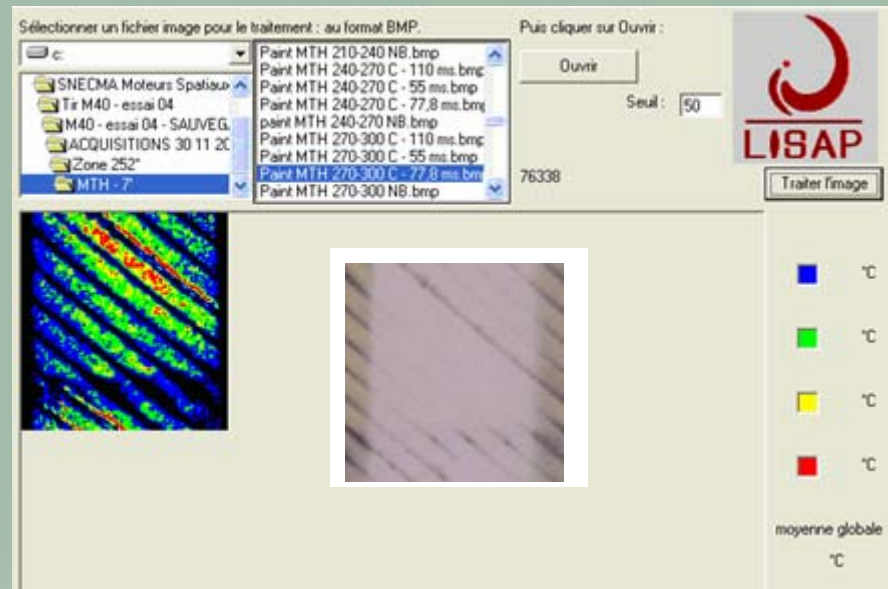 Sélectionner un fichier image pour le traitement : au format BMP.
Puis cliquer sur Ouvrir :
c:
Ouvrir
SNECMA Moteurs Spatiaux
Tir M40 - essai 04
M40 - essai 04 - SAUVEG.
ACQUISITIONS 30 11 20
Zone 252°
MTH - 7'
Paint MTH 210-240 NB.bmp
Paint MTH 240-270 C - 110 ms.bmp
Paint MTH 240-270 C - 55 ms.bmp
Paint MTH 240-270 C - 77,8 ms.bmp
paint MTH 240-270 NB.bmp
Paint MTH 270-300 C - 110 ms.bmp
Paint MTH 270-300 C - 55 ms.bmp
Paint MTH 270-300 C - 77,8 ms.bm
Paint MTH 270-300 NB.bmp
Seuil : 50
76338
LISAP
Traiter l'image
°C
°C
°C
°C
moyenne globale
°C